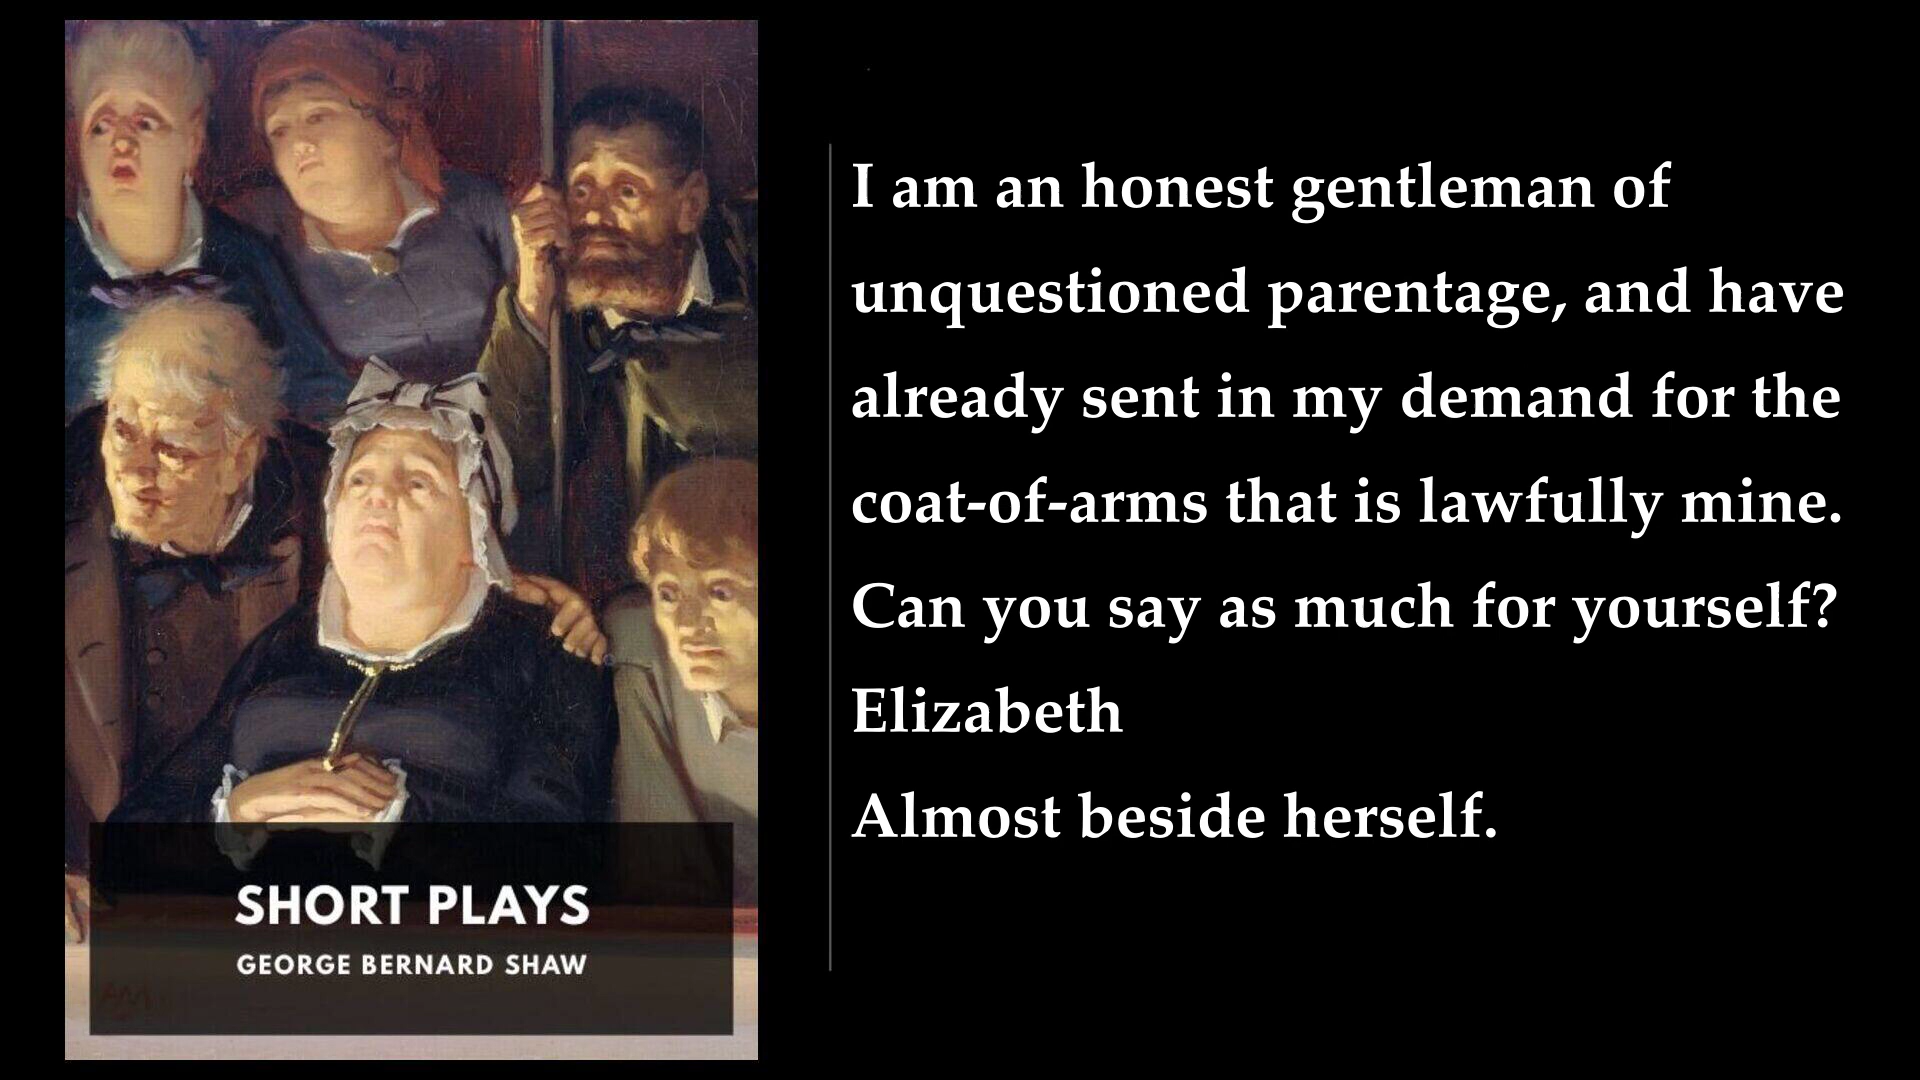 SHORT PLAYS
GEORGE BERNARD SHAW
I am an honest gentleman of
unquestioned parentage, and have
already sent in my demand for the
coat-of-arms that is lawfully mine.
Can you say as much for yourself?
Elizabeth
Almost beside herself.